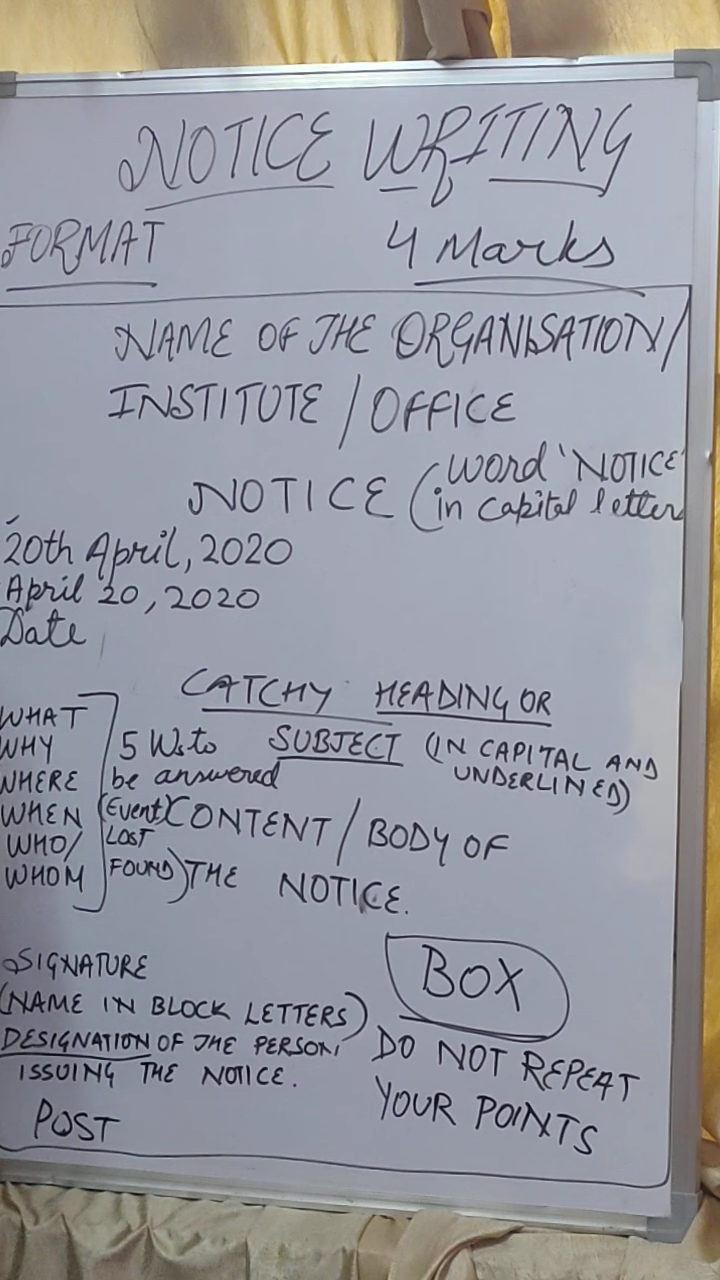 NOTICE WRITING
FORMAT 4 Marks
NAME OF THE ORGANISATION/
INSTITUTE / OFFICE
NOTICE (Word 'NOTICE'
in capital letters
20th April, 2020
April 20, 2020
Date
CATCHY HEADING OR
SUBJECT (IN CAPITAL AND
UNDERLINED)
WHAT
WHY
WHERE
WHEN
WHO/
WHOM
5 Ws to
be answered
(Event)
LOST
FOUND)
CONTENT / BODY OF
THE NOTICE.
SIGNATURE
(NAME IN BLOCK LETTERS)
DESIGNATION OF THE PERSON,
ISSUING THE NOTICE.
POST
BOX
DO NOT REPEAT
YOUR POINTS